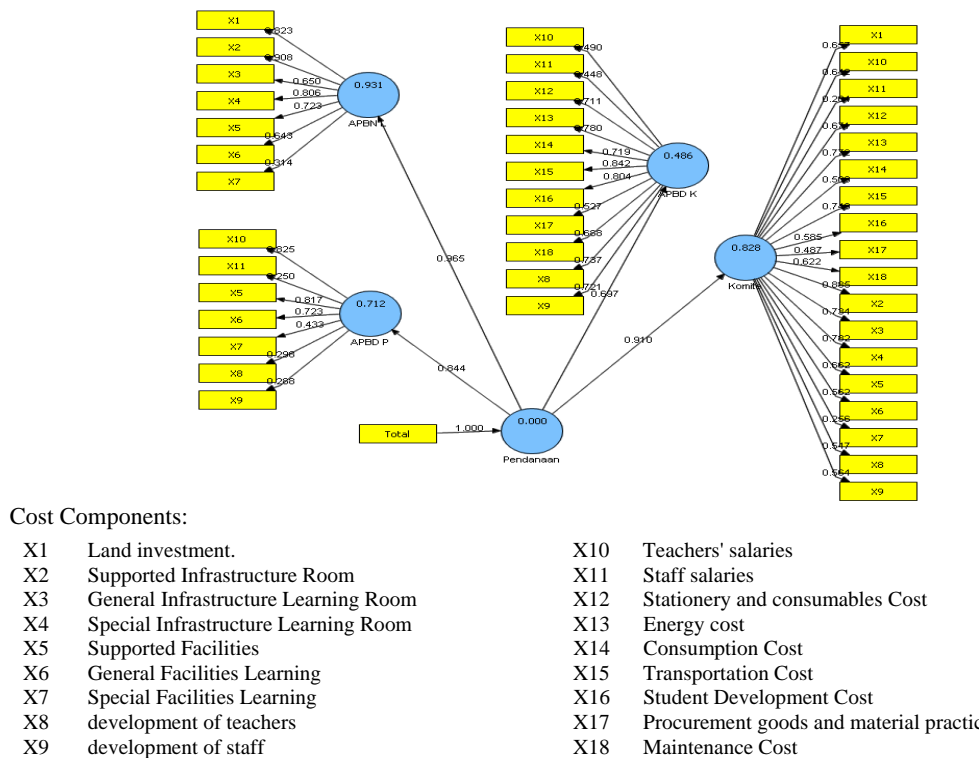 X1
X2
X3
X4
X5
X6
X7
0.823
0.908
0.650
0.806
0.723
0.643
0.314
0.931
APBN L
X10
X11
X12
X13
X14
X15
X16
X17
X18
X8
X9
0.490
0.448
0.711
0.780
0.719
0.842
0.804
0.527
0.737
0.721
0.486
APBD K
X1
X10
X11
X12
X13
X14
X15
X16
X17
X18
X2
X3
X4
X5
X6
X7
X8
X9
0.657
0.642
0.671
0.585
0.487
0.622
0.885
0.782
0.662
0.562
0.256
0.547
0.564
0.828
Komite
X10
X11
X5
X6
X7
X8
X9
0.825
0.250
0.817
0.723
0.433
0.298
0.712
APBD P
0.965
0.697
0.910
0.844
Total
1.000
0.000
Pendanaan
Cost Components:
X1 Land investment.
X2 Supported Infrastructure Room
X3 General Infrastructure Learning Room
X4 Special Infrastructure Learning Room
X5 Supported Facilities
X6 General Facilities Learning
X7 Special Facilities Learning
X8 development of teachers
X9 development of staff
X10 Teachers' salaries
X11 Staff salaries
X12 Stationery and consumables Cost
X13 Energy cost
X14 Consumption Cost
X15 Transportation Cost
X16 Student Development Cost
X17 Procurement goods and material practic
X18 Maintenance Cost